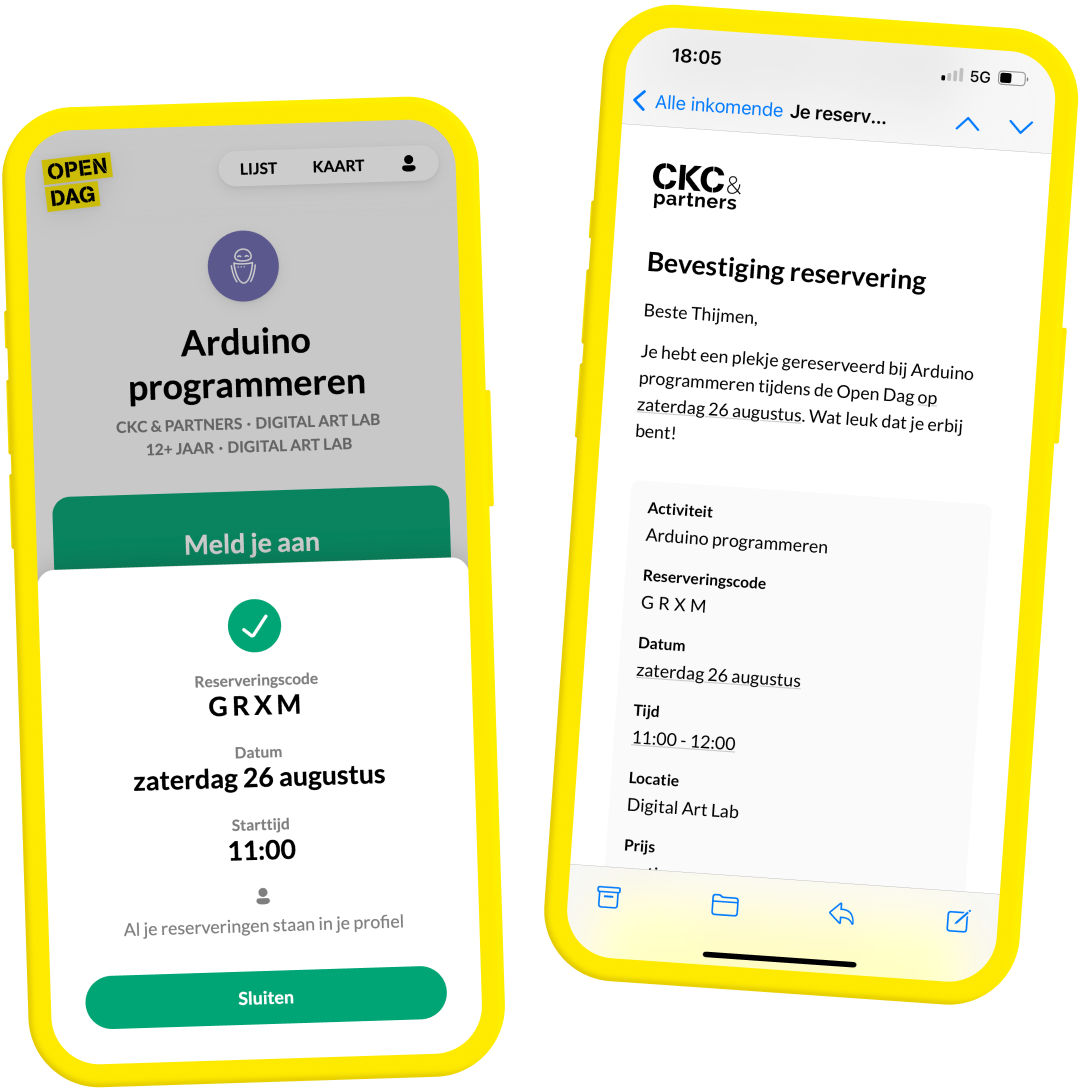 OPEN
DAG
LIJST
KAART
Arduino
programmeren
CKC & PARTNERS · DIGITAL ART LAB
12+ JAAR · DIGITAL ART LAB
Meld je aan
Reserveringscode
GRXM
Datum
zaterdag 26 augustus
Starttijd
11:00
Al je reserveringen staan in je profiel
Sluiten
18:05
5G
Alle inkomende
Je reserv...
CKC&
partners
Bevestiging reservering
Beste Thijmen,
Je hebt een plekje gereserveerd bij Arduino
programmeren tijdens de Open Dag op
zaterdag 26 augustus. Wat leuk dat je erbij
bent!
Activiteit
Arduino programmeren
Reserveringscode
G R X M
Datum
zaterdag 26 augustus
Tijd
11:00 - 12:00
Locatie
Digital Art Lab
Prijs